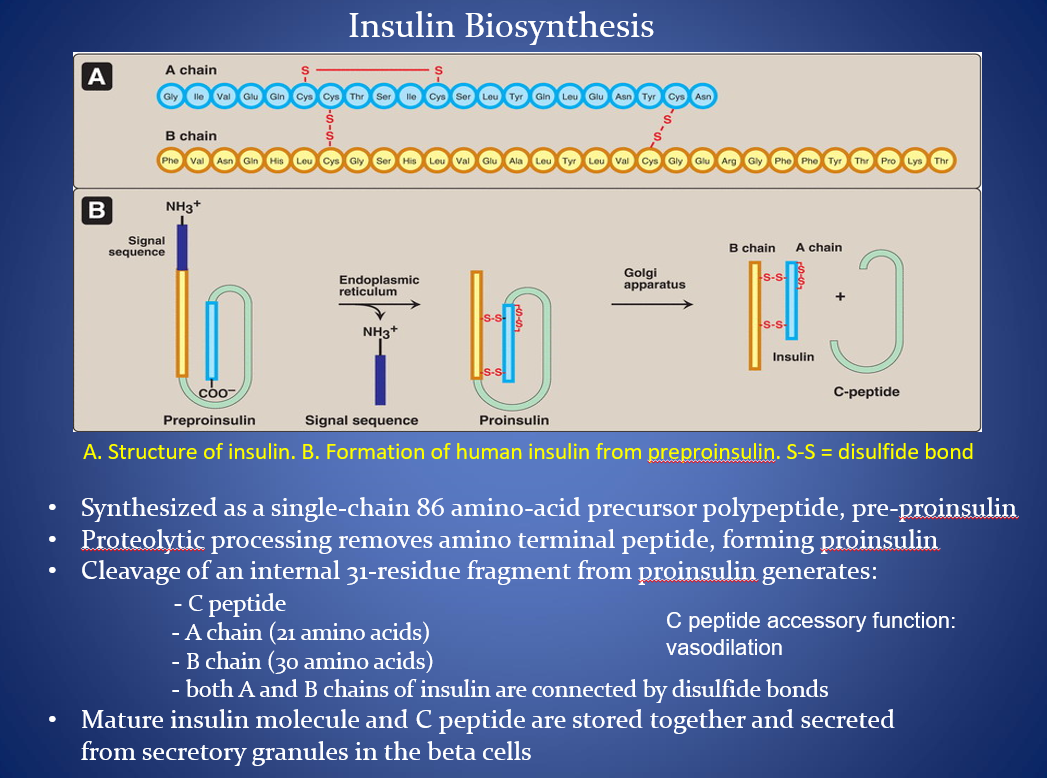 Insulin Biosynthesis
A
A chain
S S
Gly Ile Val Glu Gln Cys Cys Thr Ser Ile Cys Ser Leu Tyr Gln Leu Glu Asn Tyr Cys Asn
S S
S S
B chain
Phe Val Asn Gln His Leu Cys Gly Ser His Leu Val Glu Ala Leu Tyr Leu Val Cys Gly Glu Arg Gly Phe Phe Tyr Thr Pro Lys Thr
B
NH3+
Signal
sequence
COO−
Preproinsulin
Endoplasmic
reticulum
NH3+
Signal sequence
-S-S-
S-S
-S-S-
Proinsulin
Golgi
apparatus
B chain A chain
-S-S-
S-S
-S-S-
Insulin
+
C-peptide
A. Structure of insulin. B. Formation of human insulin from preproinsulin. S-S = disulfide bond
• Synthesized as a single-chain 86 amino-acid precursor polypeptide, pre-proinsulin
• Proteolytic processing removes amino terminal peptide, forming proinsulin
• Cleavage of an internal 31-residue fragment from proinsulin generates:
- C peptide
- A chain (21 amino acids)
- B chain (30 amino acids)
- both A and B chains of insulin are connected by disulfide bonds
C peptide accessory function:
vasodilation
• Mature insulin molecule and C peptide are stored together and secreted
from secretory granules in the beta cells